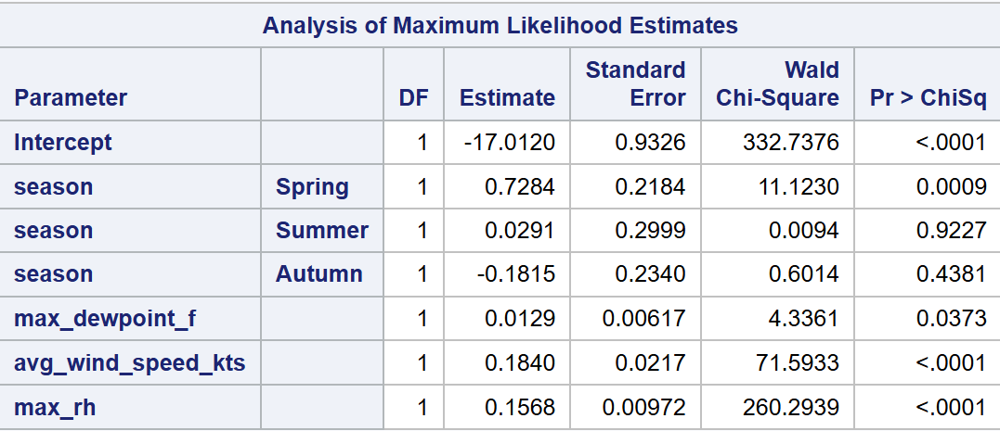 Analysis of Maximum Likelihood Estimates
Parameter DF Estimate Standard Error Wald Chi-Square Pr > ChiSq
Intercept 1 -17.0120 0.9326 332.7376 <.0001
season Spring 1 0.7284 0.2184 11.1230 0.0009
season Summer 1 0.0291 0.2999 0.0094 0.9227
season Autumn 1 -0.1815 0.2340 0.6014 0.4381
max_dewpoint_f 1 0.0129 0.00617 4.3361 0.0373
avg_wind_speed_kts 1 0.1840 0.0217 71.5933 <.0001
max_rh 1 0.1568 0.00972 260.2939 <.0001